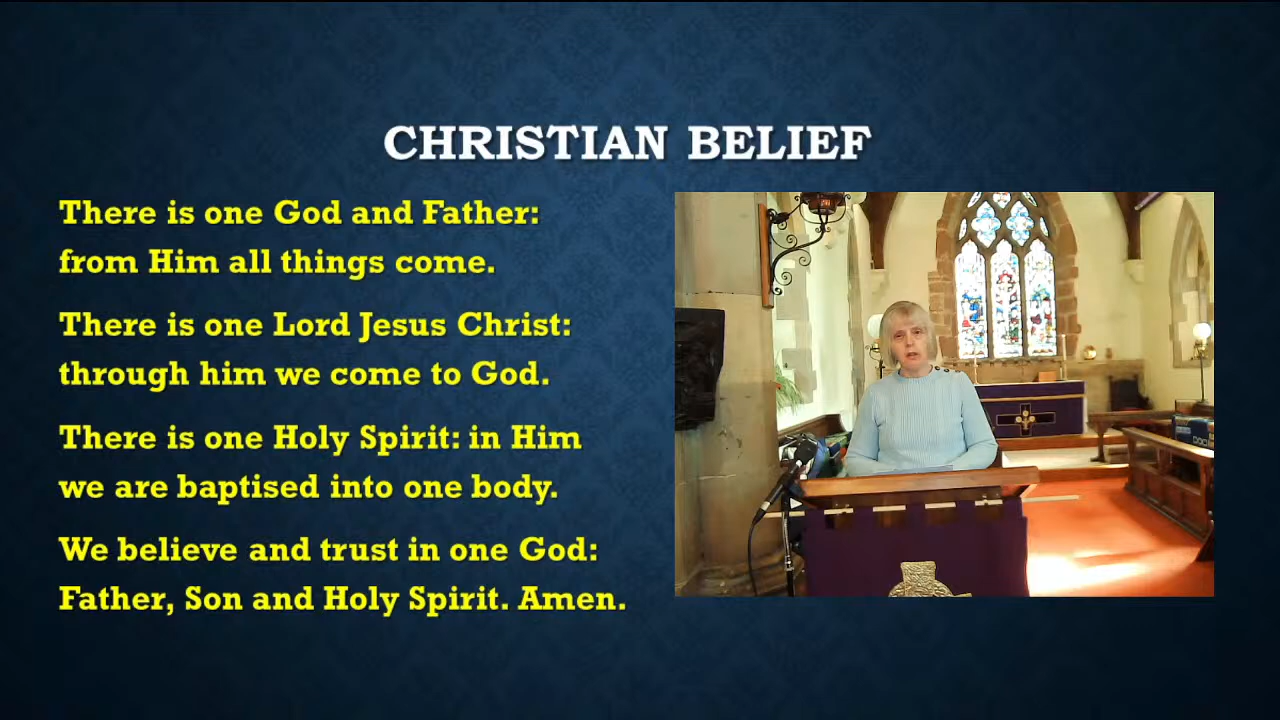 CHRISTIAN BELIEF
There is one God and Father:
from Him all things come.
There is one Lord Jesus Christ:
through him we come to God.
There is one Holy Spirit: in Him
we are baptised into one body.
We believe and trust in one God:
Father, Son and Holy Spirit. Amen.